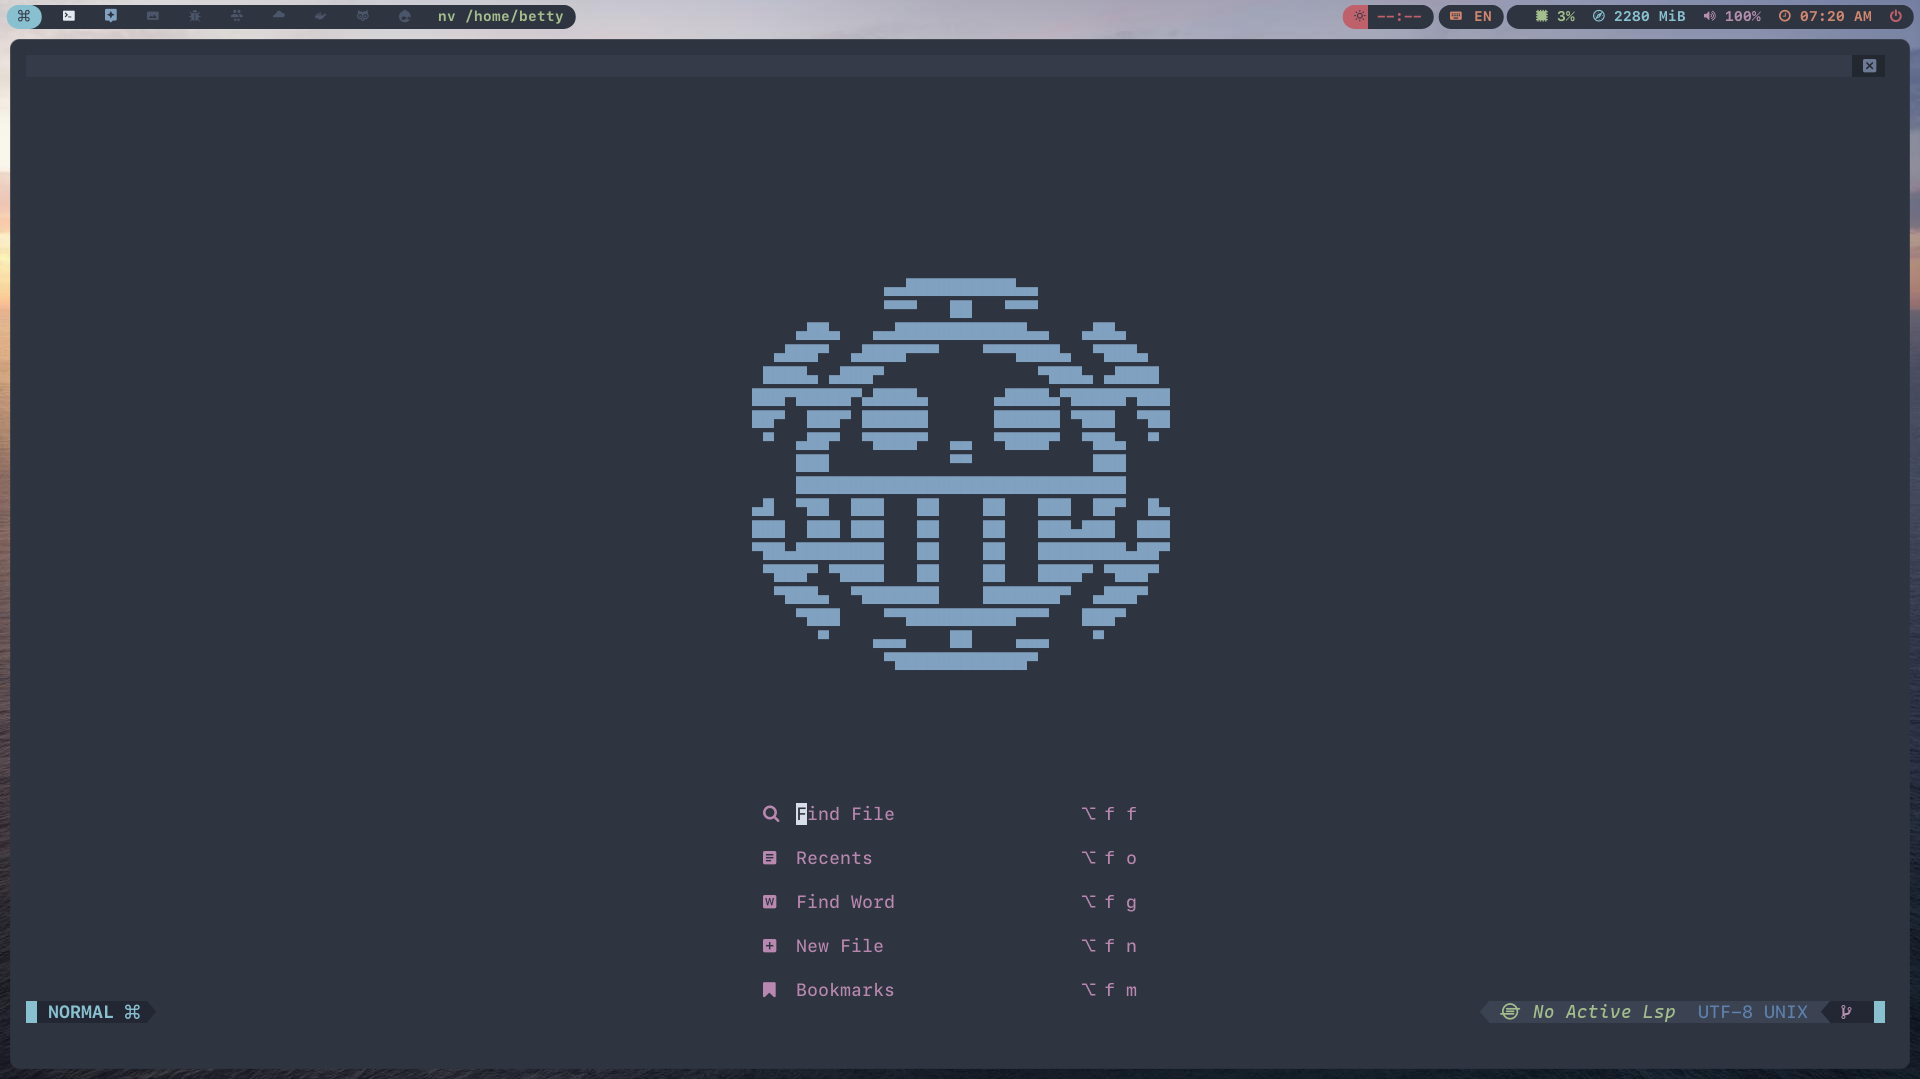 ⌘ nv /home/betty --:-- EN 3% 2280 MiB 100% 07:20 AM
Find File ⌥ f f
Recents ⌥ f o
Find Word ⌥ f g
New File ⌥ f n
Bookmarks ⌥ f m
NORMAL ⌘ No Active Lsp UTF-8 UNIX